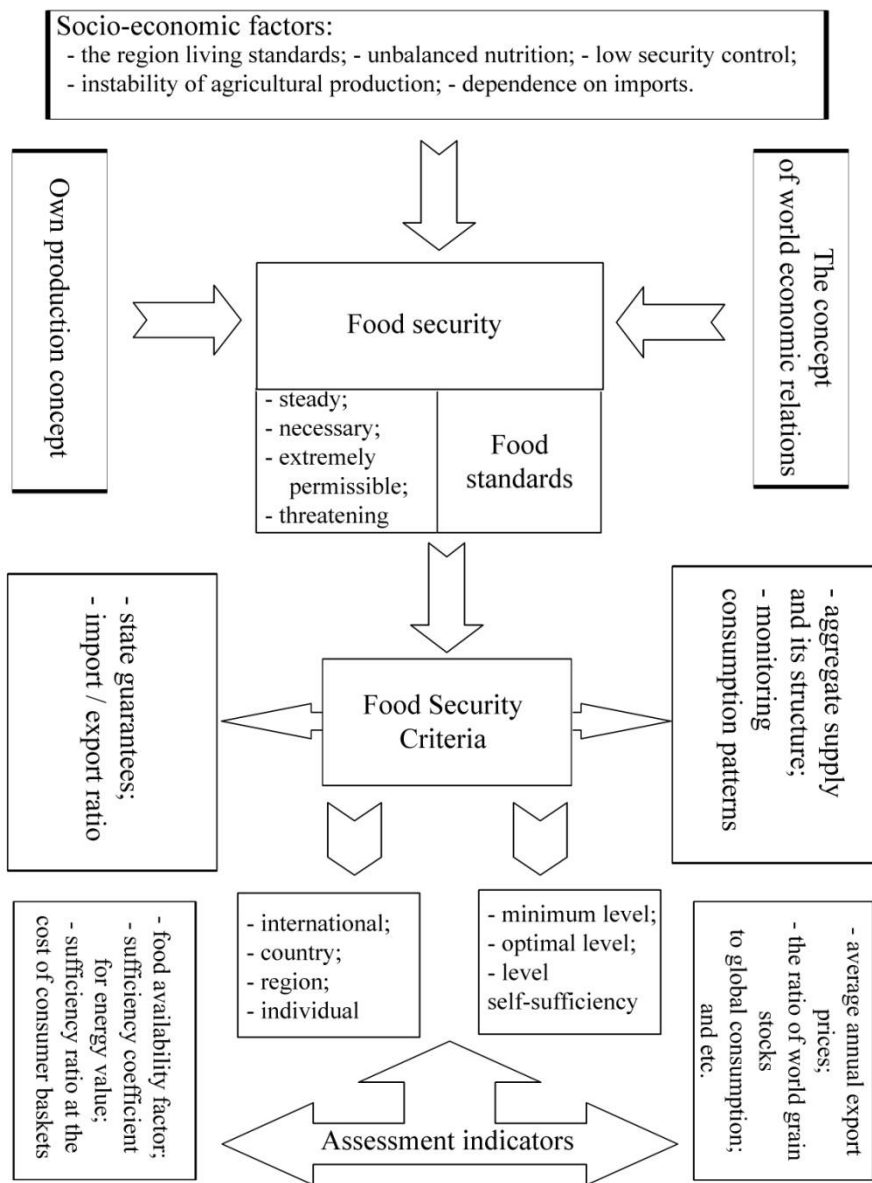 Socio-economic factors:
- the region living standards; - unbalanced nutrition; - low security control;
- instability of agricultural production; - dependence on imports.
Own production concept
The concept
of world economic relations
Food security
- steady;
- necessary;
- extremely
permissible;
- threatening
Food
standards
- state guarantees;
- import / export ratio
Food Security
Criteria
- aggregate supply
and its structure;
- monitoring
consumption patterns
- international;
- country;
- region;
- individual
- minimum level;
- optimal level;
- level
self-sufficiency
- food availability factor;
- sufficiency coefficient
for energy value;
- sufficiency ratio at the
cost of consumer baskets
Assessment indicators
- average annual export
prices;
- the ratio of world grain
stocks
to global consumption;
and etc.